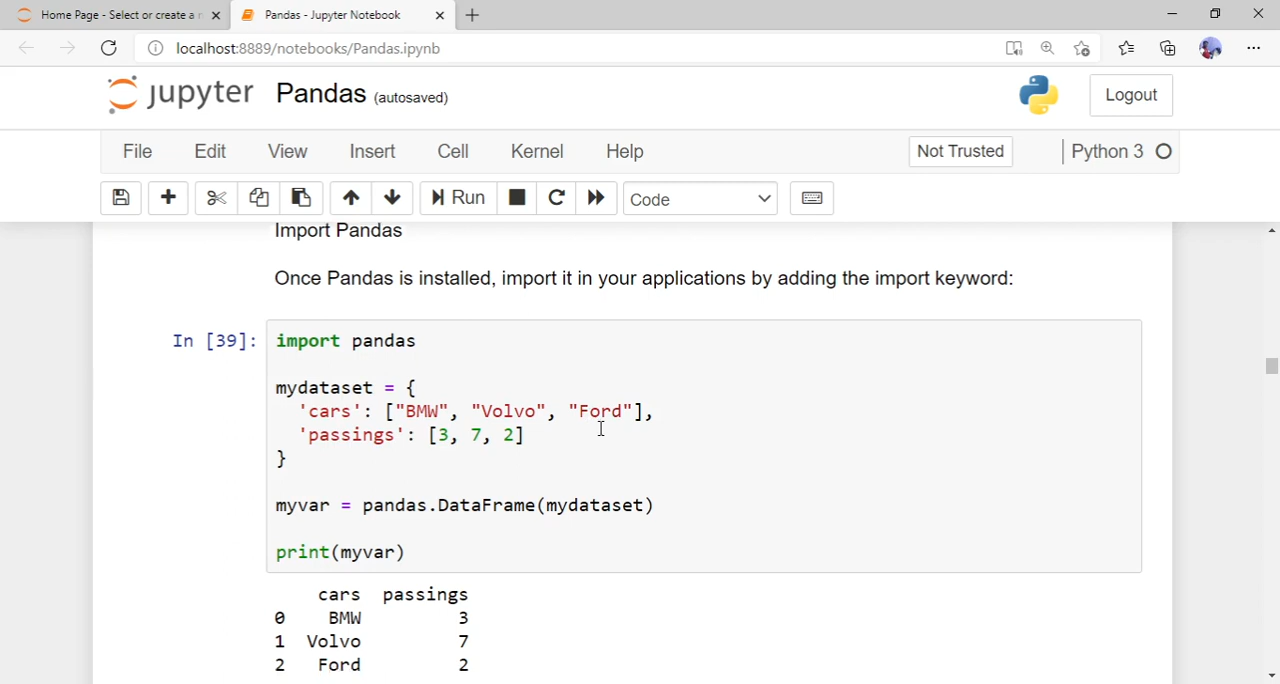 Home Page - Select or create a n
Pandas - Jupyter Notebook
localhost:8889/notebooks/Pandas.ipynb
jupyter Pandas (autosaved)
Logout
File Edit View Insert Cell Kernel Help Not Trusted Python 3
Run Code
Import Pandas
Once Pandas is installed, import it in your applications by adding the import keyword:
In [39]: import pandas
mydataset = {
  'cars': ["BMW", "Volvo", "Ford"],
  'passings': [3, 7, 2]
}
myvar = pandas.DataFrame(mydataset)
print(myvar)
    cars  passings
0    BMW         3
1  Volvo         7
2   Ford         2